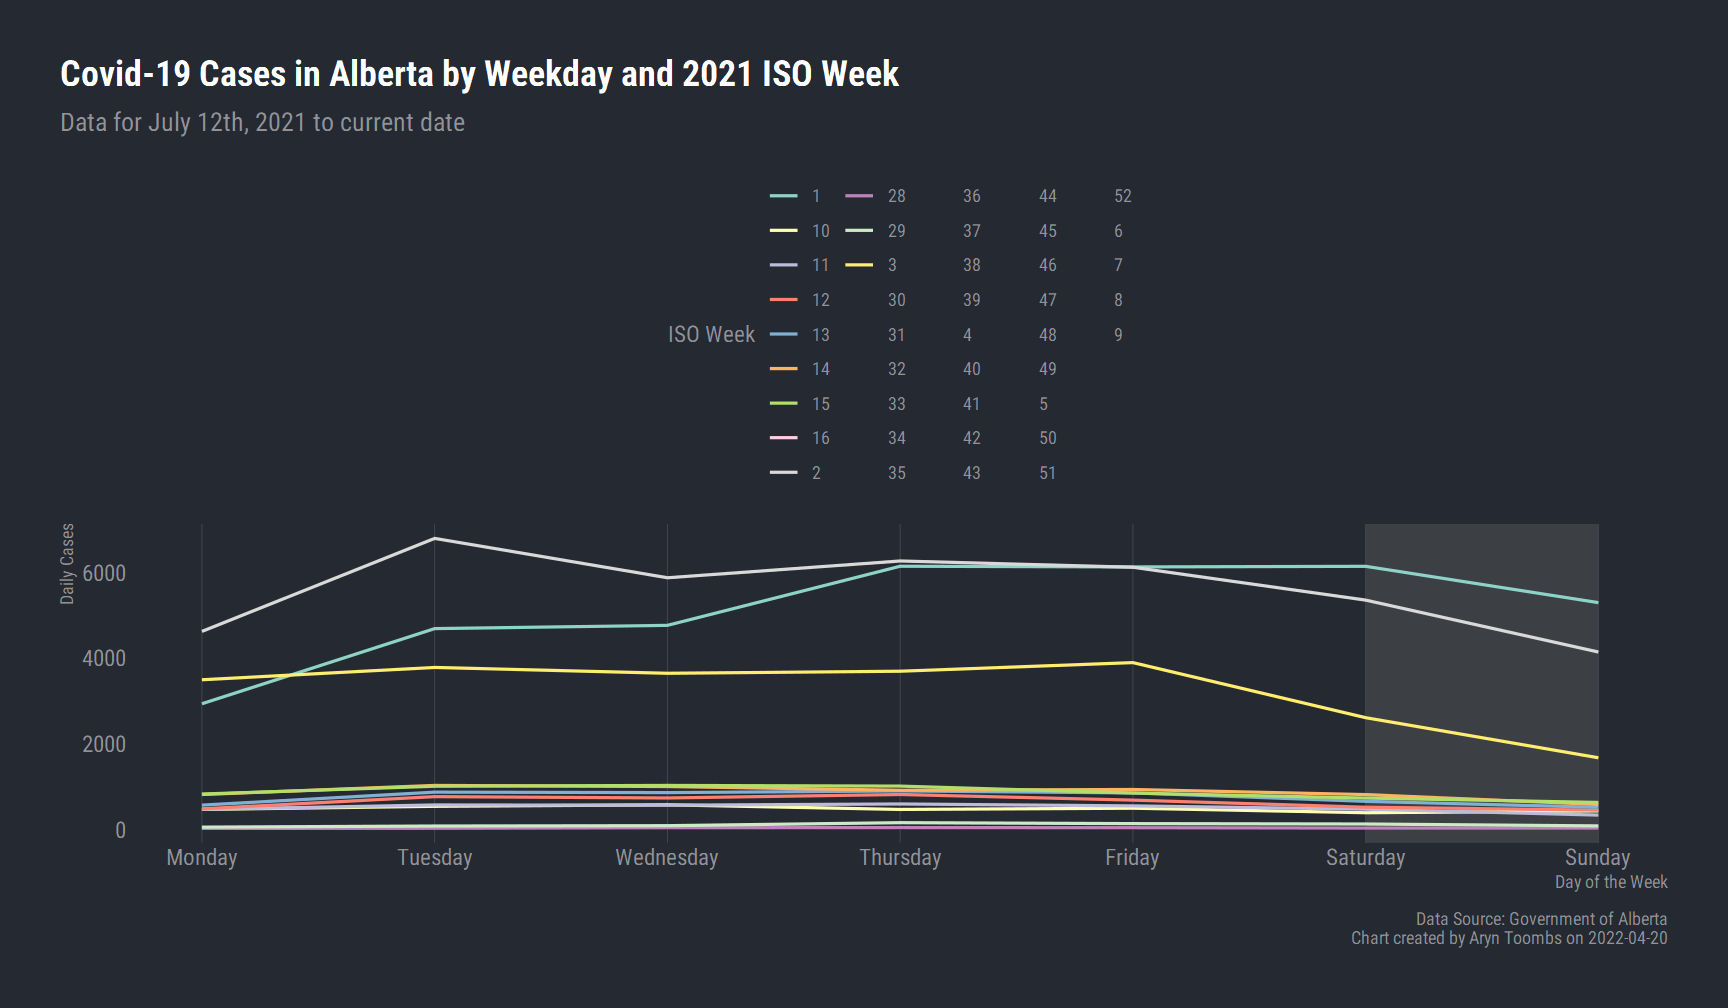 Covid-19 Cases in Alberta by Weekday and 2021 ISO Week
Data for July 12th, 2021 to current date
1 28 36 44 52
10 29 37 45 6
11 3 38 46 7
12 30 39 47 8
ISO Week 13 31 4 48 9
14 32 40 49
15 33 41 5
16 34 42 50
2 35 43 51
Daily Cases
6000
4000
2000
0
Monday Tuesday Wednesday Thursday Friday Saturday Sunday
Day of the Week
Data Source: Government of Alberta
Chart created by Aryn Toombs on 2022-04-20